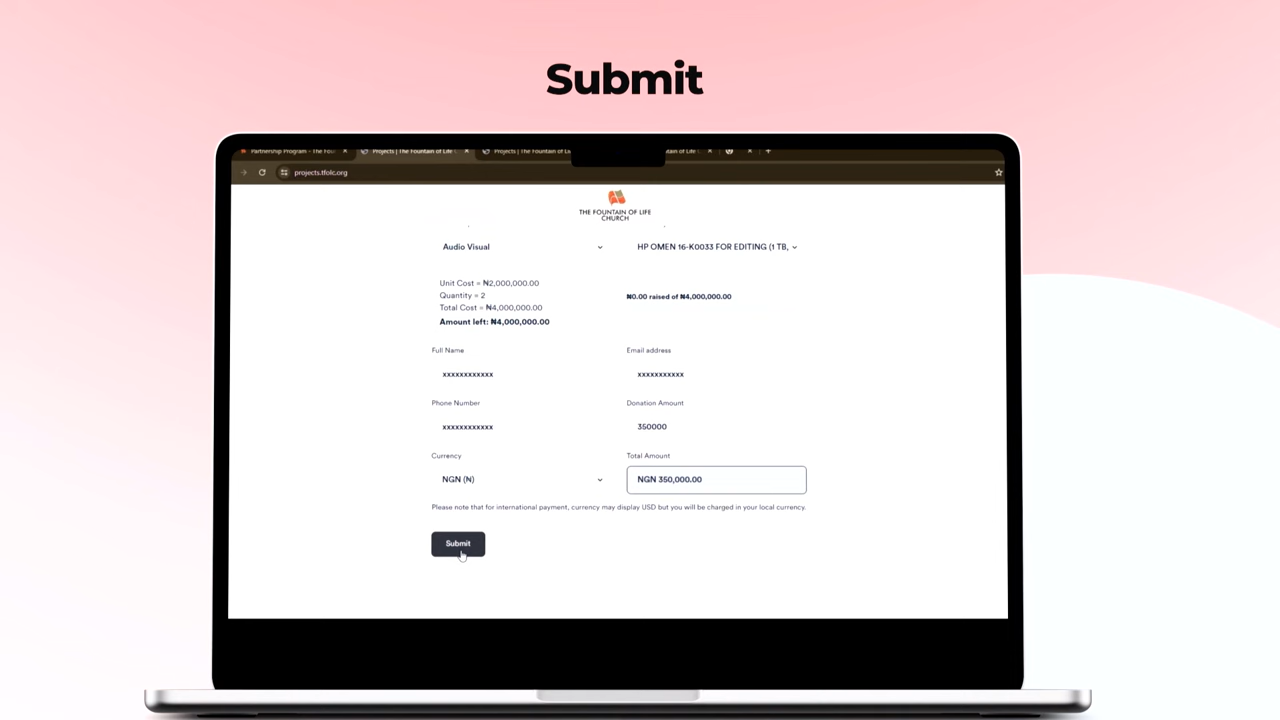 Submit
Partnership Program - The Fou
Projects | The Fountain of Life C
Projects | The Fountain of Le
tain of Life
projects.tfolc.org
THE FOUNTAIN OF LIFE
CHURCH
Audio Visual
HP OMEN 16-K0033 FOR EDITING (1 TB,
Unit Cost = ₦2,000,000.00
Quantity = 2
Total Cost = ₦4,000,000.00
Amount left: ₦4,000,000.00
₦0.00 raised of ₦4,000,000.00
Full Name
Email address
xxxxxxxxxxxx
xxxxxxxxxxx
Phone Number
Donation Amount
xxxxxxxxxxxx
350000
Currency
Total Amount
NGN (₦)
NGN 350,000.00
Please note that for international payment, currency may display USD but you will be charged in your local currency.
Submit